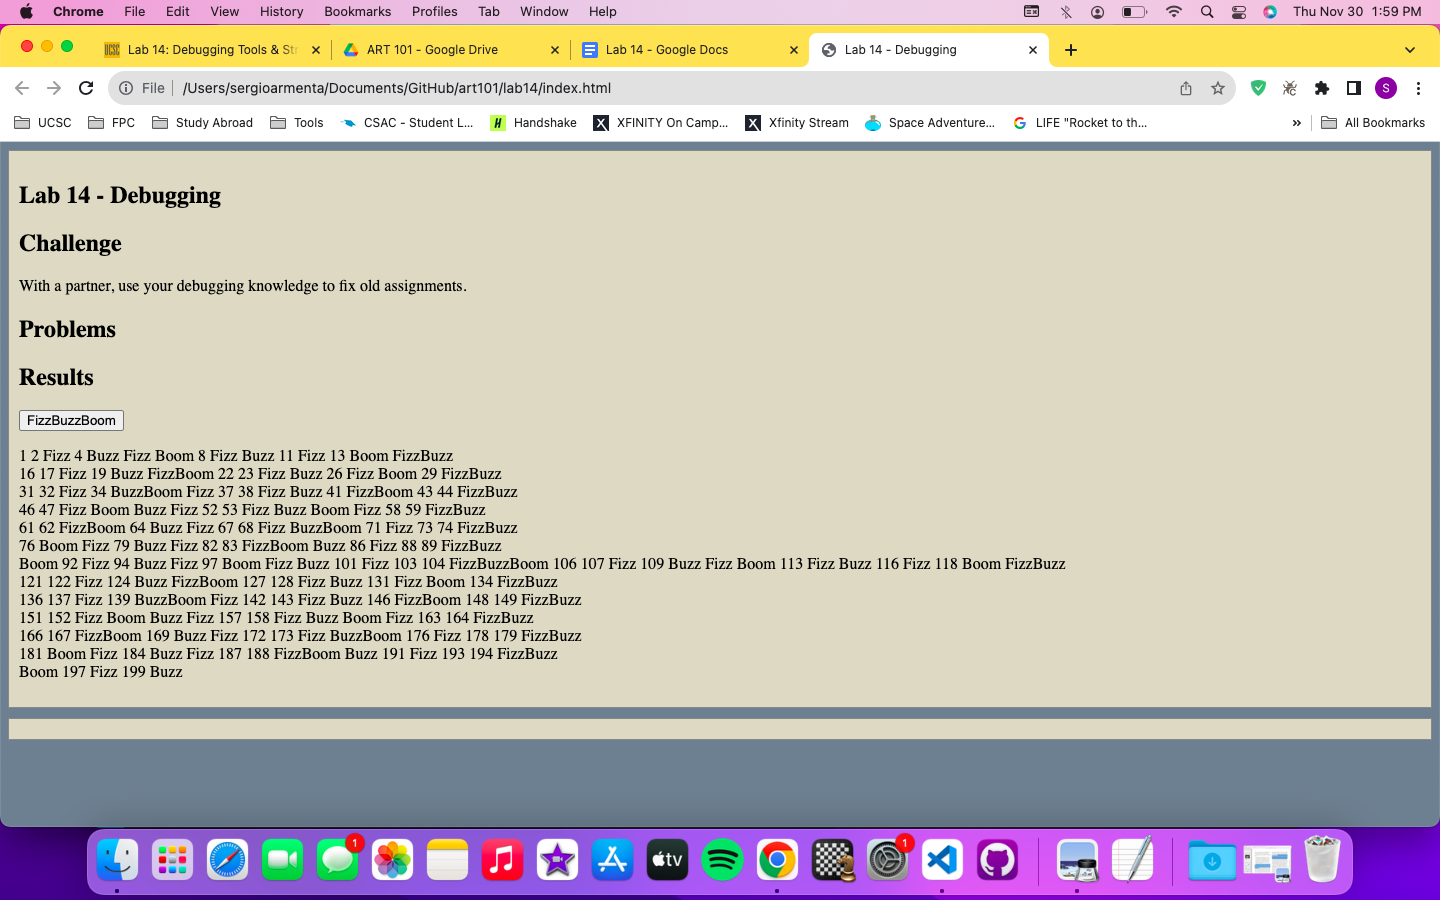 Chrome File Edit View History Bookmarks Profiles Tab Window Help Thu Nov 30 1:59 PM
UCSC Lab 14: Debugging Tools & Str ART 101 - Google Drive Lab 14 - Google Docs Lab 14 - Debugging
File /Users/sergioarmenta/Documents/GitHub/art101/lab14/index.html S
UCSC FPC Study Abroad Tools CSAC - Student L... H Handshake X XFINITY On Camp... X Xfinity Stream Space Adventure... G LIFE "Rocket to th... » All Bookmarks
Lab 14 - Debugging
Challenge
With a partner, use your debugging knowledge to fix old assignments.
Problems
Results
FizzBuzzBoom
1 2 Fizz 4 Buzz Fizz Boom 8 Fizz Buzz 11 Fizz 13 Boom FizzBuzz
16 17 Fizz 19 Buzz FizzBoom 22 23 Fizz Buzz 26 Fizz Boom 29 FizzBuzz
31 32 Fizz 34 BuzzBoom Fizz 37 38 Fizz Buzz 41 FizzBoom 43 44 FizzBuzz
46 47 Fizz Boom Buzz Fizz 52 53 Fizz Buzz Boom Fizz 58 59 FizzBuzz
61 62 FizzBoom 64 Buzz Fizz 67 68 Fizz BuzzBoom 71 Fizz 73 74 FizzBuzz
76 Boom Fizz 79 Buzz Fizz 82 83 FizzBoom Buzz 86 Fizz 88 89 FizzBuzz
Boom 92 Fizz 94 Buzz Fizz 97 Boom Fizz Buzz 101 Fizz 103 104 FizzBuzzBoom 106 107 Fizz 109 Buzz Fizz Boom 113 Fizz Buzz 116 Fizz 118 Boom FizzBuzz
121 122 Fizz 124 Buzz FizzBoom 127 128 Fizz Buzz 131 Fizz Boom 134 FizzBuzz
136 137 Fizz 139 BuzzBoom Fizz 142 143 Fizz Buzz 146 FizzBoom 148 149 FizzBuzz
151 152 Fizz Boom Buzz Fizz 157 158 Fizz Buzz Boom Fizz 163 164 FizzBuzz
166 167 FizzBoom 169 Buzz Fizz 172 173 Fizz BuzzBoom 176 Fizz 178 179 FizzBuzz
181 Boom Fizz 184 Buzz Fizz 187 188 FizzBoom Buzz 191 Fizz 193 194 FizzBuzz
Boom 197 Fizz 199 Buzz
1 tv 1